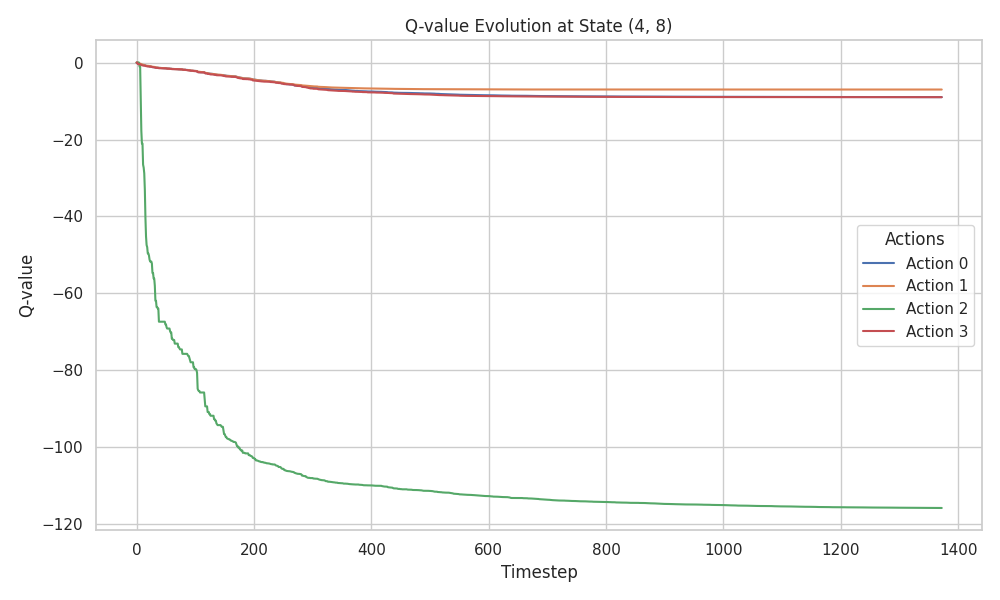 Q-value Evolution at State (4, 8)
Q-value
0
−20
−40
−60
−80
−100
−120
Actions
Action 0
Action 1
Action 2
Action 3
0 200 400 600 800 1000 1200 1400
Timestep